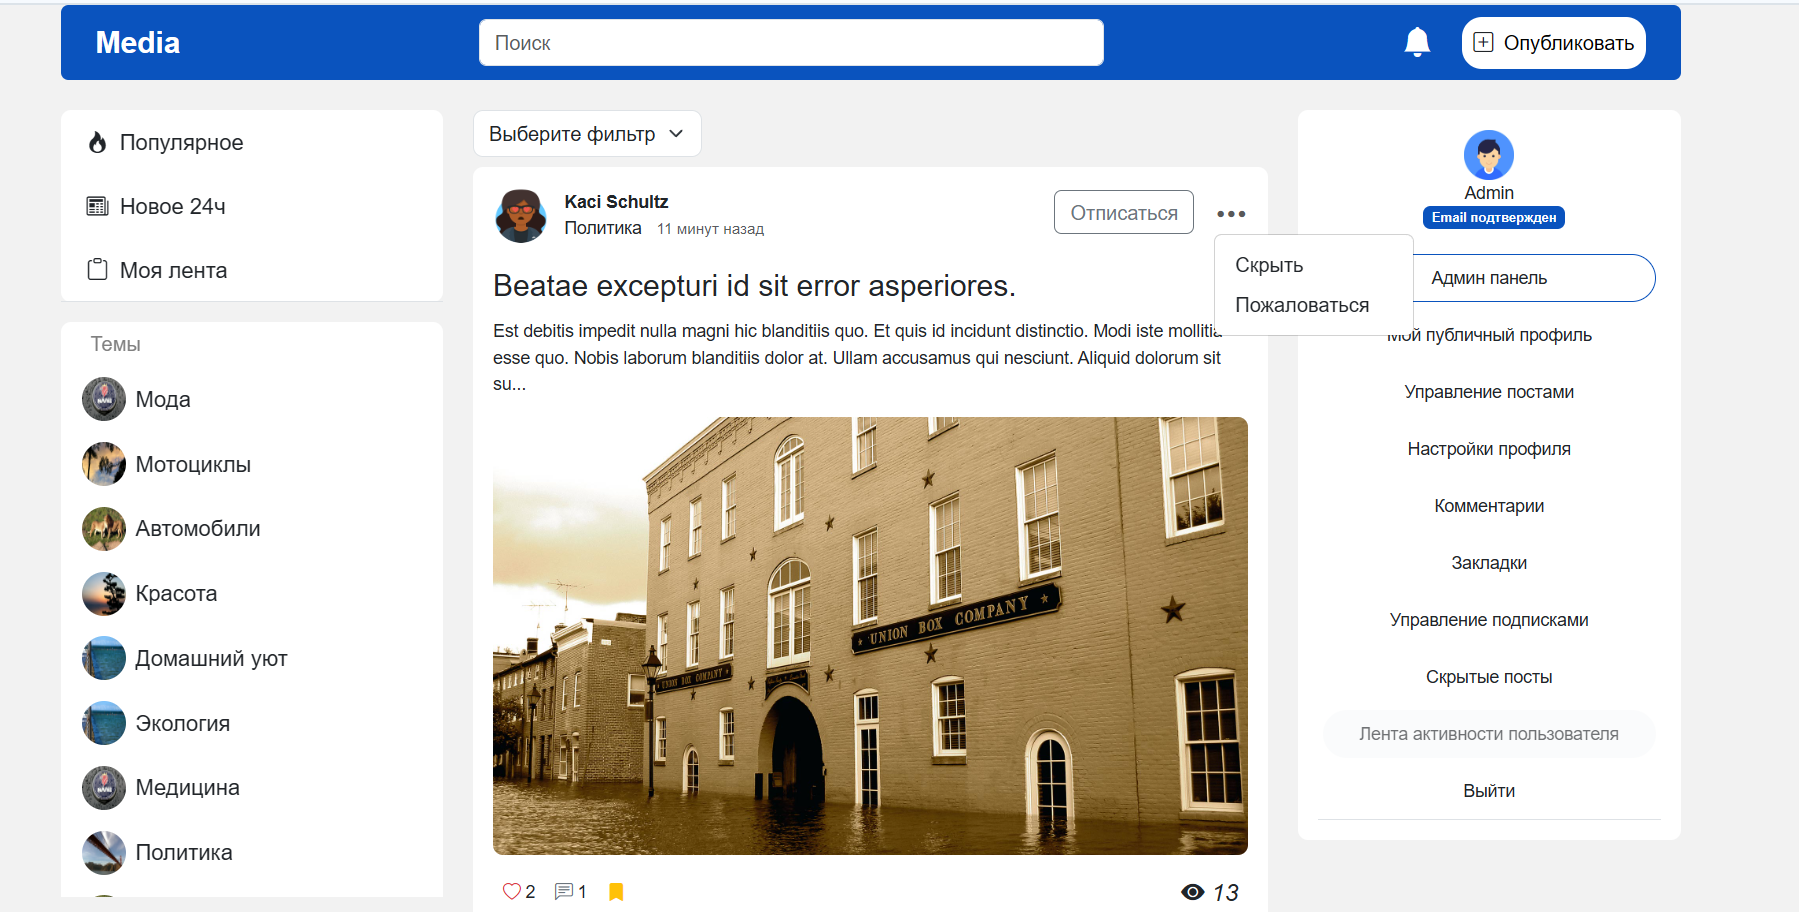 Media
Поиск
Опубликовать
Популярное
Новое 24ч
Моя лента
Темы
Мода
Мотоциклы
Автомобили
Красота
Домашний уют
Экология
Медицина
Политика
Выберите фильтр
Kaci Schultz
Политика 11 минут назад
Отписаться
Скрыть
Пожаловаться
Beatae excepturi id sit error asperiores.
Est debitis impedit nulla magni hic blanditiis quo. Et quis id incidunt distinctio. Modi iste mollitia
esse quo. Nobis laborum blanditiis dolor at. Ullam accusamus qui nesciunt. Aliquid dolorum sit
su...
UNION BOX COMPANY
UNION BOX COMPANY
2 1 13
Admin
Email подтвержден
Админ панель
Мой публичный профиль
Управление постами
Настройки профиля
Комментарии
Закладки
Управление подписками
Скрытые посты
Лента активности пользователя
Выйти